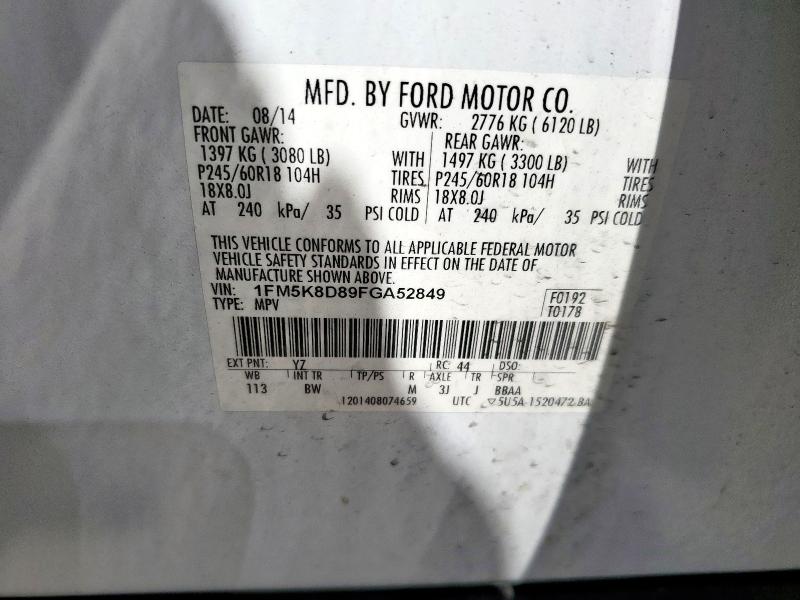 MFD. BY FORD MOTOR CO.
DATE: 08/14 GVWR: 2776 KG ( 6120 LB)
FRONT GAWR: REAR GAWR:
1397 KG ( 3080 LB) WITH 1497 KG ( 3300 LB) WITH
P245/60R18 104H TIRES P245/60R18 104H TIRES
18X8.0J RIMS 18X8.0J RIMS
AT 240 kPa/ 35 PSI COLD AT 240 kPa/ 35 PSI COLD
THIS VEHICLE CONFORMS TO ALL APPLICABLE FEDERAL MOTOR
VEHICLE SAFETY STANDARDS IN EFFECT ON THE DATE OF
MANUFACTURE SHOWN ABOVE.
VIN: 1FM5K8D89FGA52849 F0192
TYPE: MPV T0178
EXT PNT: YZ RC: 44 DSO:
WB INT TR TP/PS R AXLE TR SPR
113 BW M 3J J BBAA
1201408074659 UTC ▽5U5A-1520472-BA